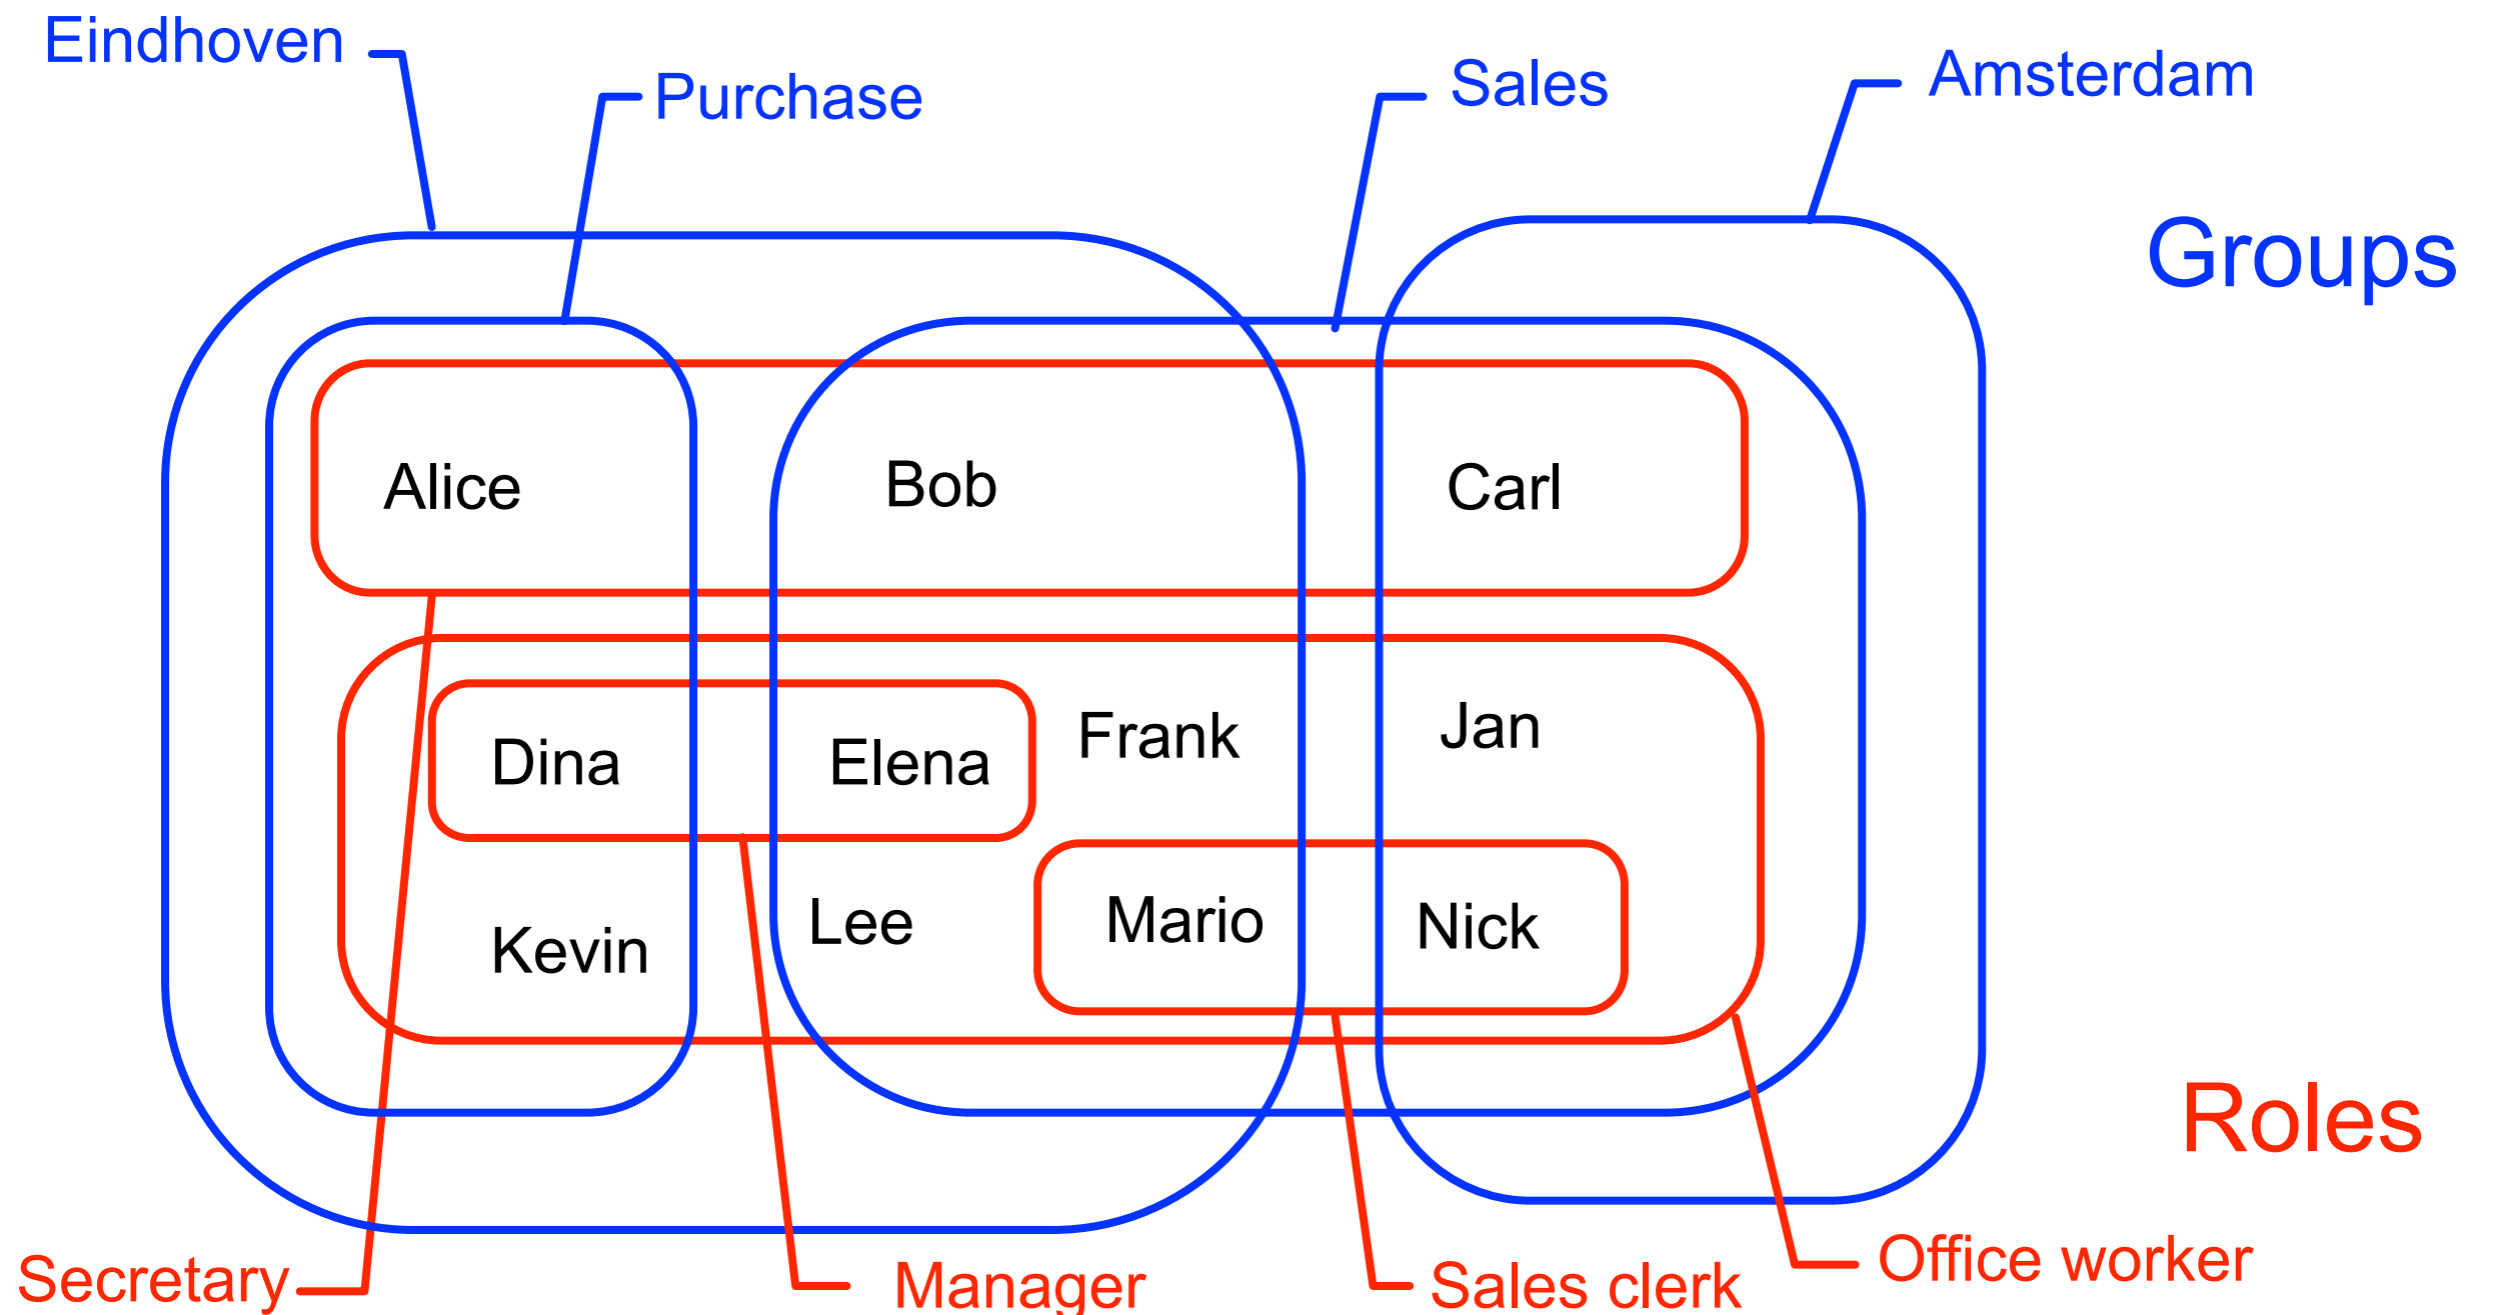 Eindhoven
Purchase
Sales
Amsterdam
Groups
Alice
Bob
Carl
Dina
Elena
Frank
Jan
Kevin
Lee
Mario
Nick
Roles
Secretary
Manager
Sales clerk
Office worker